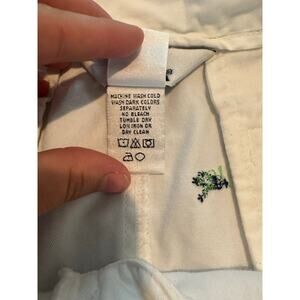 MACHINE WASH COLD
WASH DARK COLORS
SEPARATELY
NO BLEACH
TUMBLE DRY
LOW IRON OR
DRY CLEAN